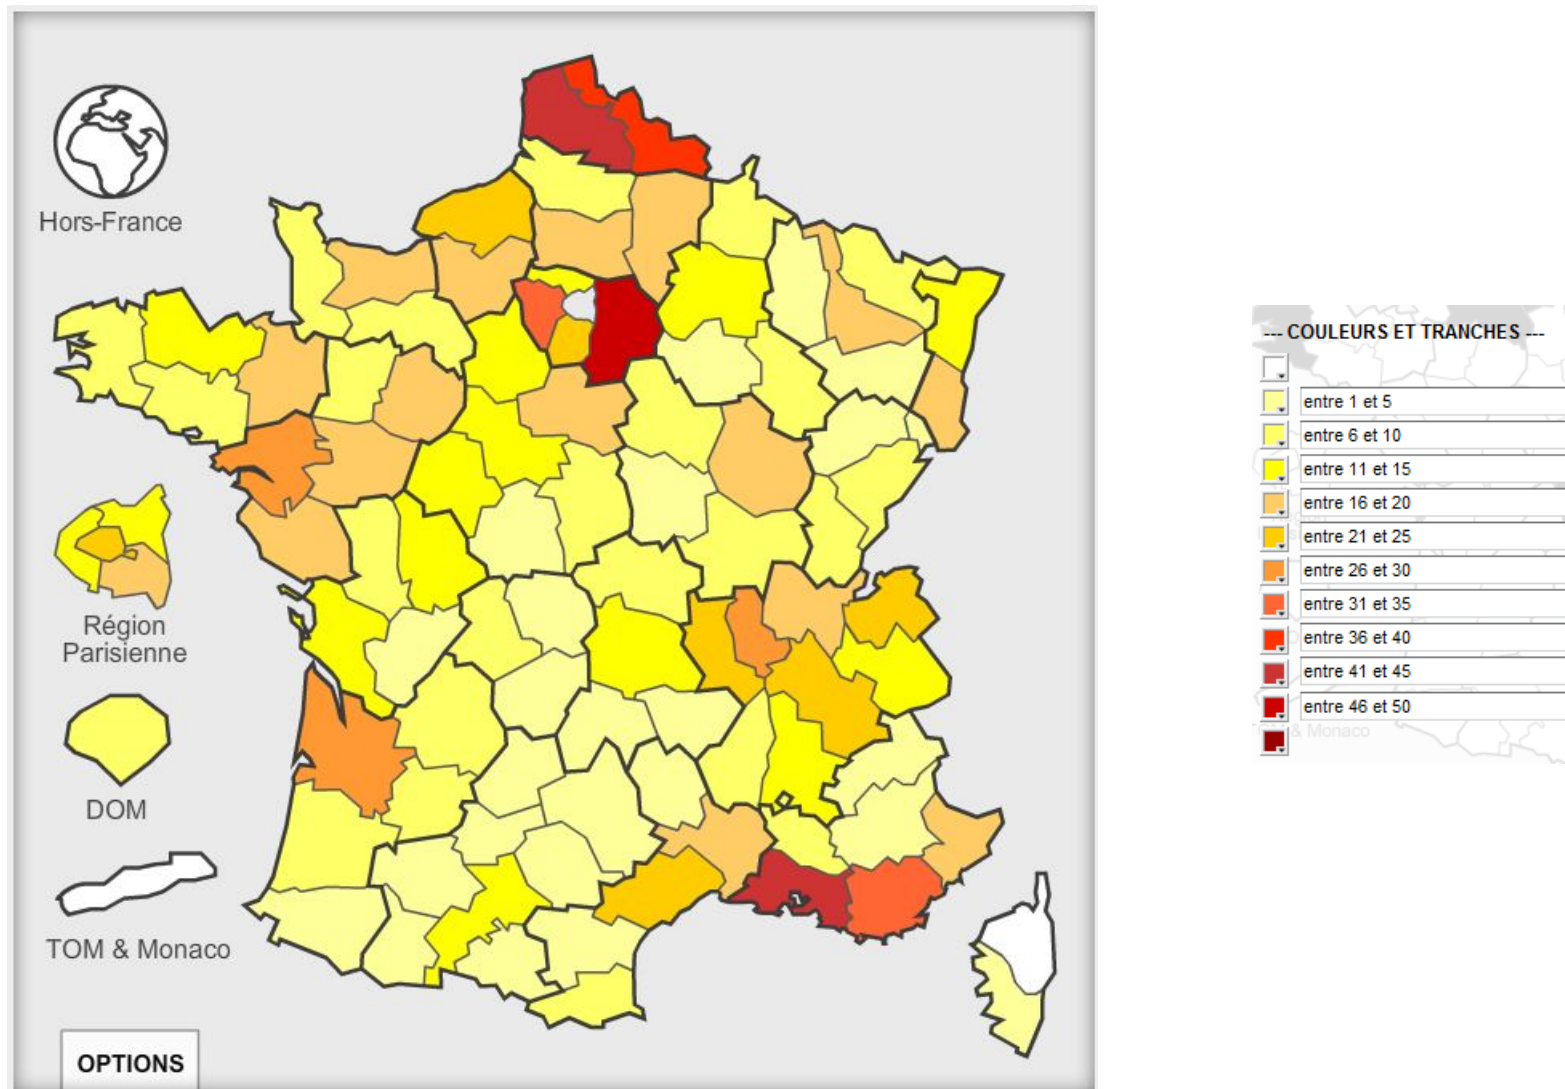 Hors-France
Région
Parisienne
DOM
TOM & Monaco
OPTIONS
--- COULEURS ET TRANCHES ---
entre 1 et 5
entre 6 et 10
entre 11 et 15
entre 16 et 20
entre 21 et 25
entre 26 et 30
entre 31 et 35
entre 36 et 40
entre 41 et 45
entre 46 et 50
& Monaco